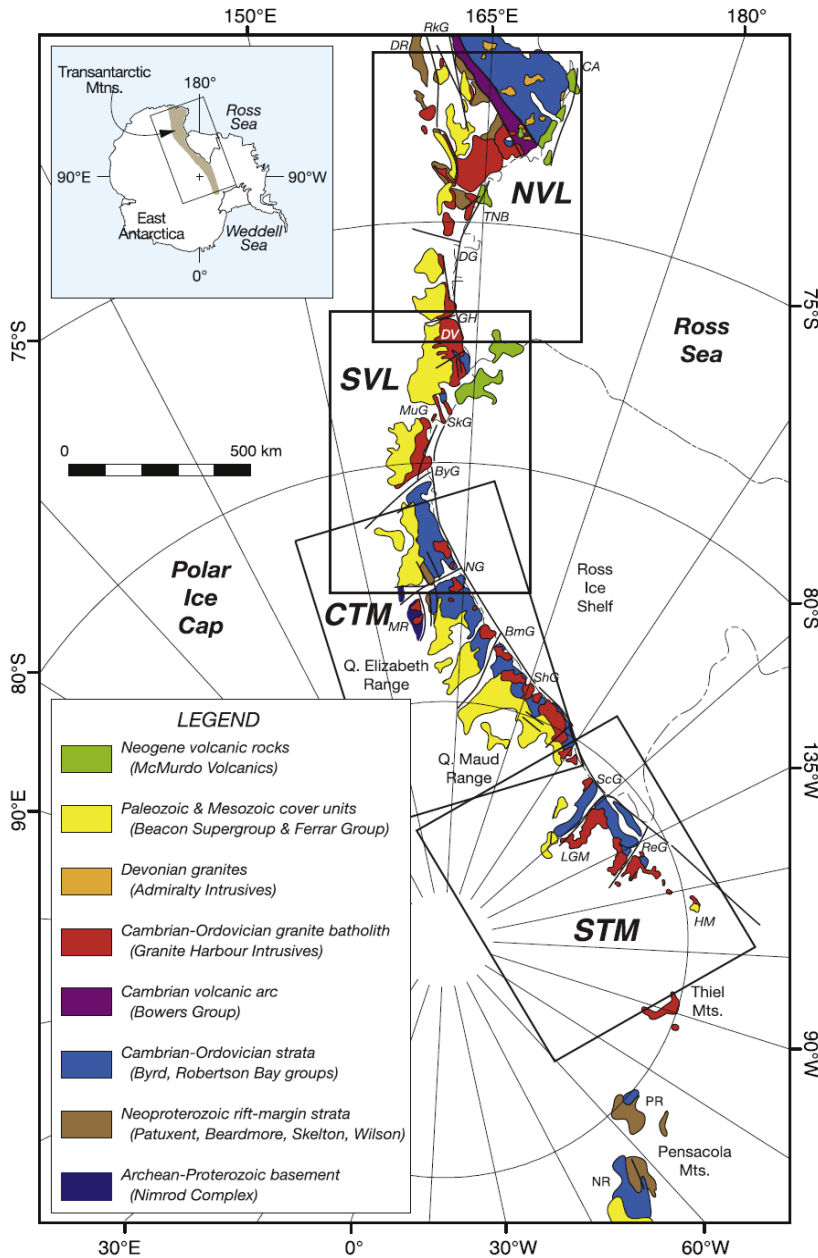 150°E
165°E
180°
Transantarctic
Mtns.
180°
Ross
Sea
90°E
90°W
East
Antarctica
Weddell
Sea
0°
RkG
DR
CA
NVL
TNB
DG
75°S
75°S
GH
DV
Ross
Sea
SVL
MuG
SkG
0
500 km
ByG
Polar
Ice
Cap
NG
Ross
Ice
Shelf
CTM
MR
BmG
80°S
Q. Elizabeth
Range
ShG
80°S
Q. Maud
Range
135°W
ScG
90°E
LGM
ReG
HM
STM
Thiel
Mts.
90°W
PR
Pensacola
Mts.
NR
LEGEND
Neogene volcanic rocks
(McMurdo Volcanics)
Paleozoic & Mesozoic cover units
(Beacon Supergroup & Ferrar Group)
Devonian granites
(Admiralty Intrusives)
Cambrian-Ordovician granite batholith
(Granite Harbour Intrusives)
Cambrian volcanic arc
(Bowers Group)
Cambrian-Ordovician strata
(Byrd, Robertson Bay groups)
Neoproterozoic rift-margin strata
(Patuxent, Beardmore, Skelton, Wilson)
Archean-Proterozoic basement
(Nimrod Complex)
30°E
0°
30°W
60°W